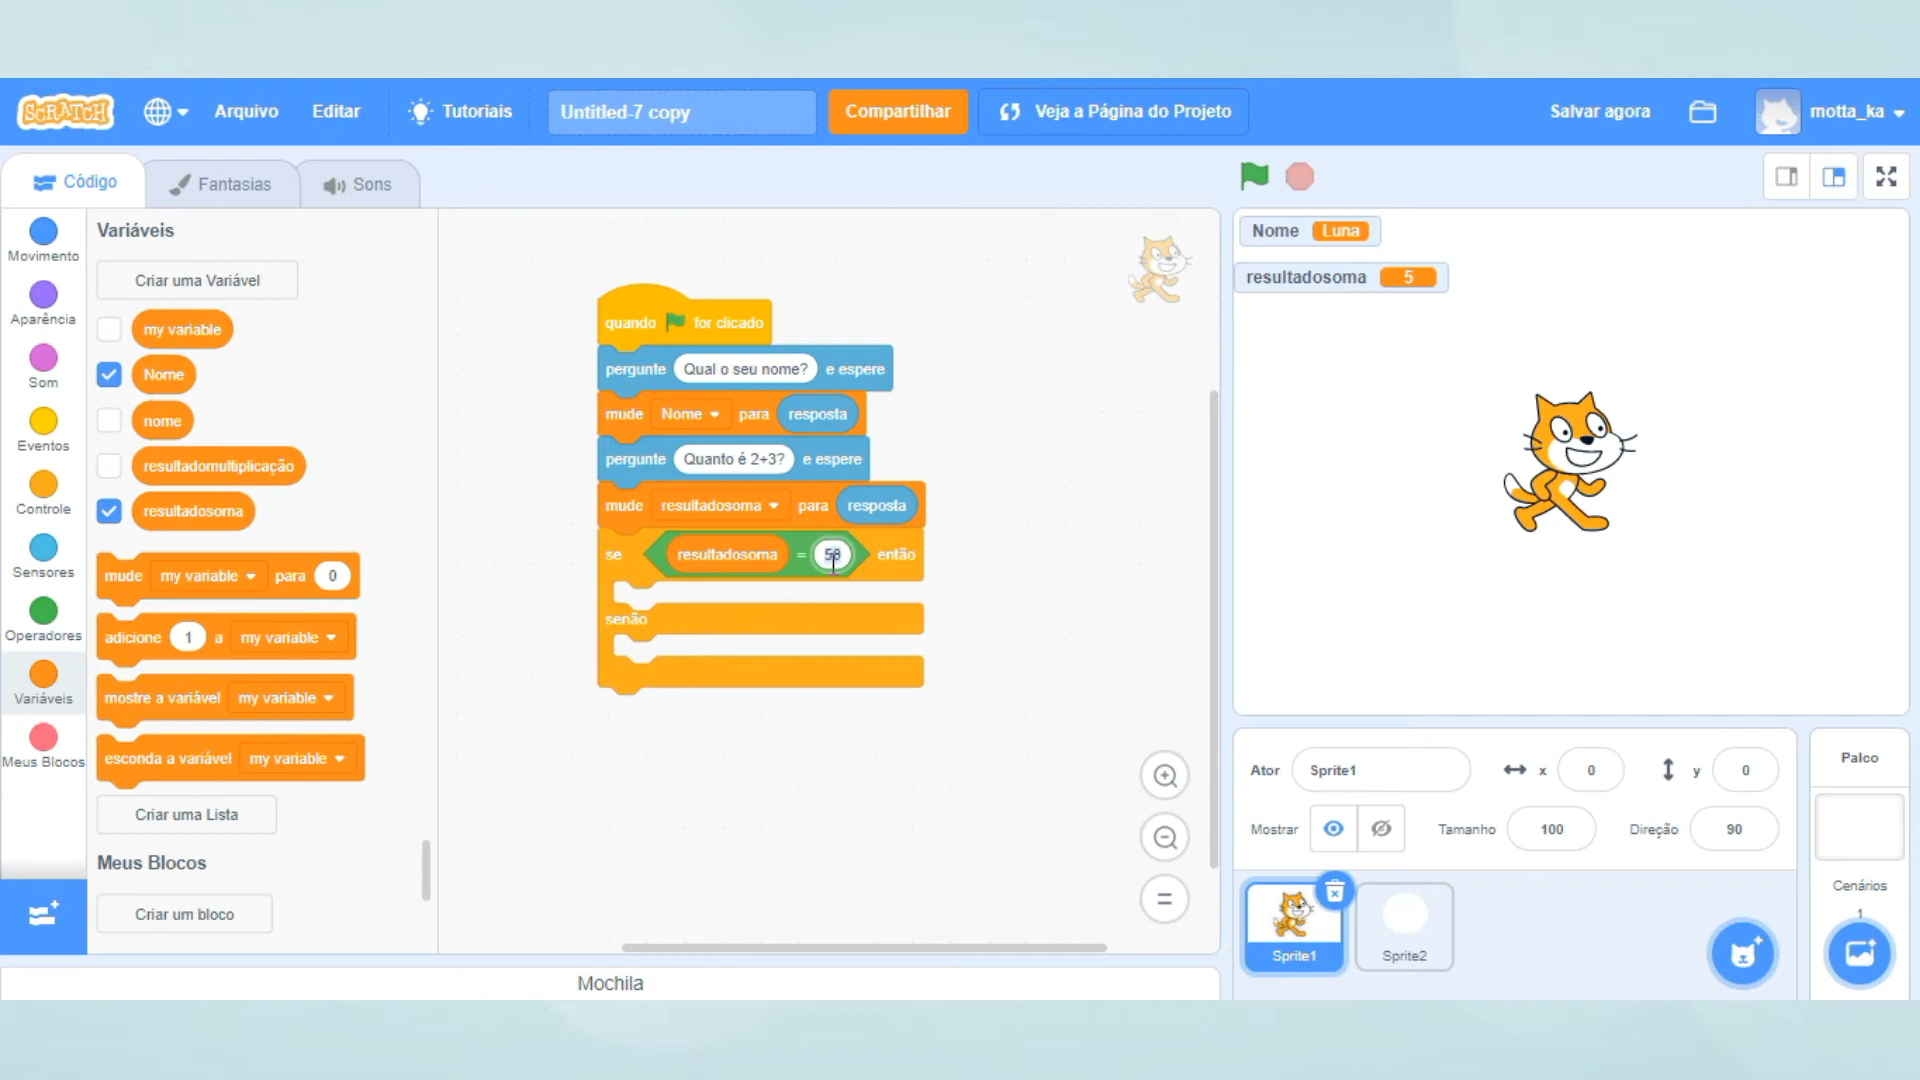 SCRATCH
Arquivo
Editar
Tutoriais
Untitled-7 copy
Compartilhar
Veja a Página do Projeto
Salvar agora
motta_ka
Código
Fantasias
Sons
Movimento
Aparência
Som
Eventos
Controle
Sensores
Operadores
Variáveis
Meus Blocos
Variáveis
Criar uma Variável
my variable
Nome
nome
resultadomultiplicação
resultadosoma
mude my variable para 0
adicione 1 a my variable
mostre a variável my variable
esconda a variável my variable
Criar uma Lista
Meus Blocos
Criar um bloco
quando for clicado
pergunte Qual o seu nome? e espere
mude Nome para resposta
pergunte Quanto é 2+3? e espere
mude resultadosoma para resposta
se resultadosoma = então
senão
Mochila
Nome Luna
resultadosoma 5
Ator Sprite1 x 0 y 0
Mostrar Tamanho 100 Direção 90
Sprite1
Sprite2
Palco
Cenários
1